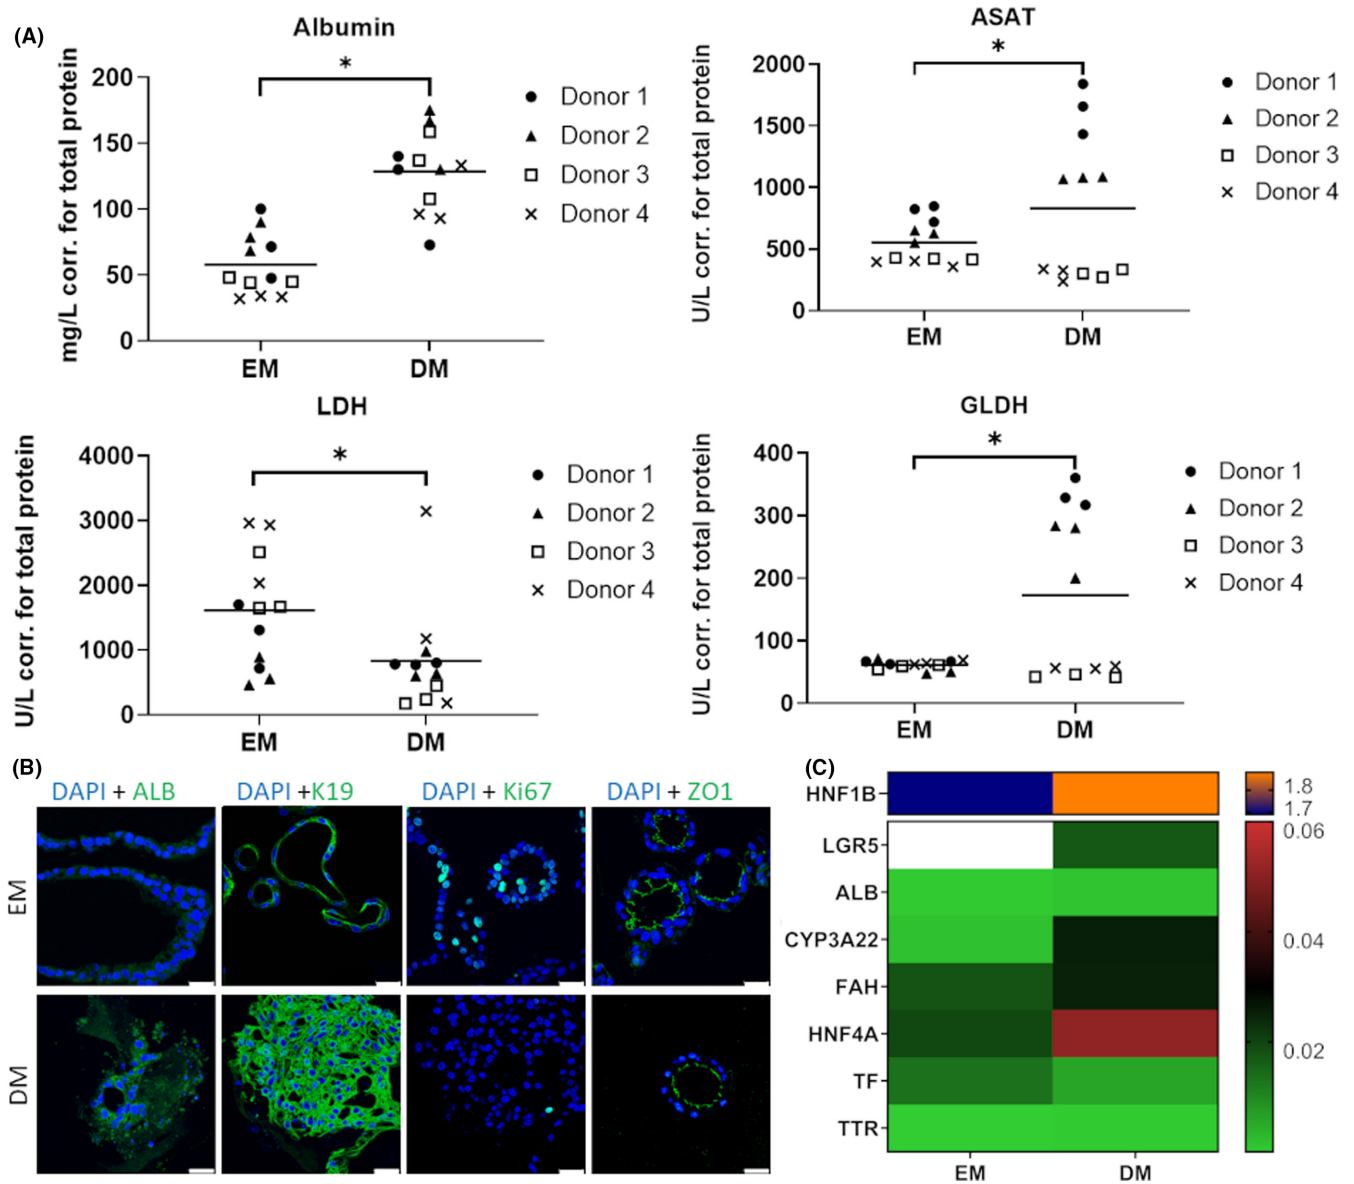 (A)
Albumin
*
mg/L corr. for total protein
200
150
100
50
0
EM
DM
Donor 1
Donor 2
Donor 3
Donor 4
ASAT
*
U/L corr. for total protein
2000
1500
1000
500
0
EM
DM
Donor 1
Donor 2
Donor 3
Donor 4
LDH
*
U/L corr. for total protein
4000
3000
2000
1000
0
EM
DM
Donor 1
Donor 2
Donor 3
Donor 4
GLDH
*
U/L corr. for total protein
400
300
200
100
0
EM
DM
Donor 1
Donor 2
Donor 3
Donor 4
(B)
DAPI + ALB
DAPI +K19
DAPI + Ki67
DAPI + ZO1
EM
DM
(C)
HNF1B
LGR5
ALB
CYP3A22
FAH
HNF4A
TF
TTR
EM
DM
1.8
1.7
0.06
0.04
0.02